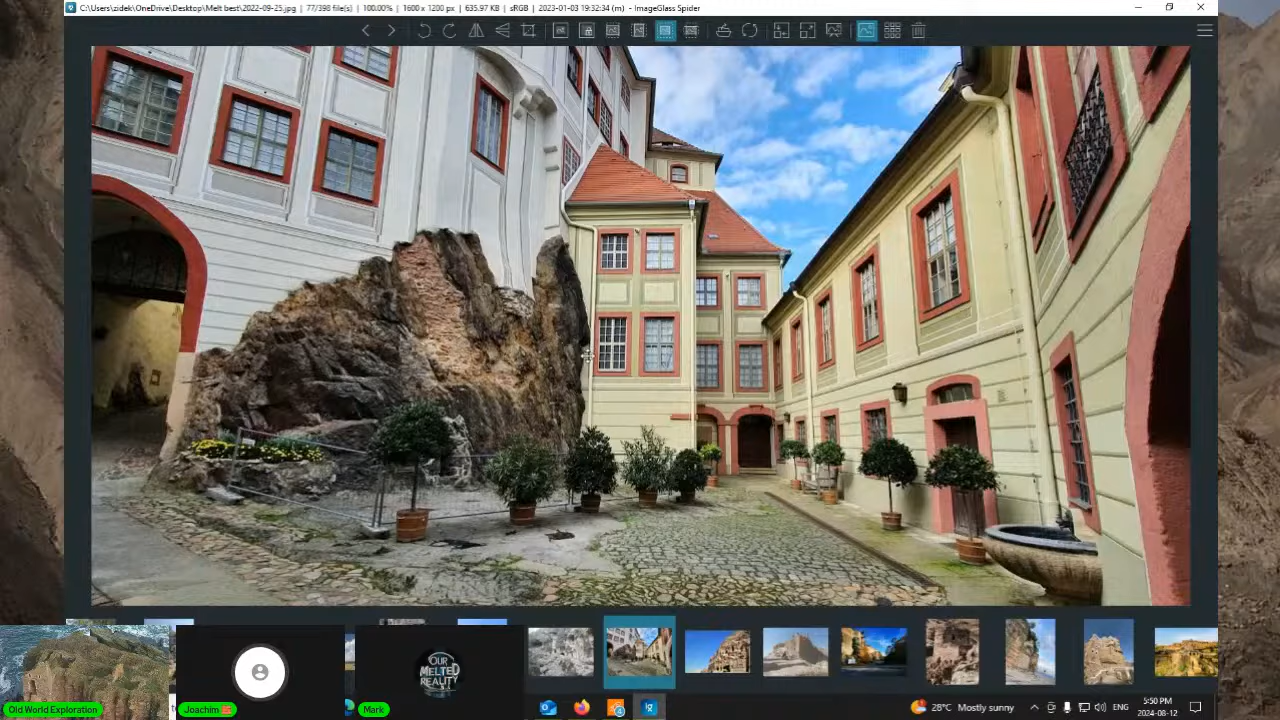 C:\Users\zidek\OneDrive\Desktop\Melt best\2022-09-25.jpg | 77/398 file(s) | 100.00% | 1600 x 1200 px | 635.97 KB | sRGB | 2023-01-03 19:32:34 (m) - ImageGlass Spider
OUR
MELTED
REALITY
Old World Exploration
Joachim
Mark
28°C Mostly sunny
ENG
5:50 PM
2024-08-12